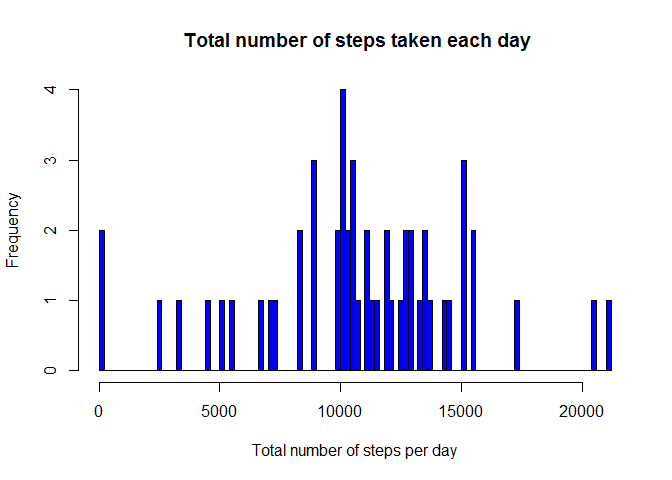 Total number of steps taken each day
Frequency
4
3
2
1
0
0 5000 10000 15000 20000
Total number of steps per day